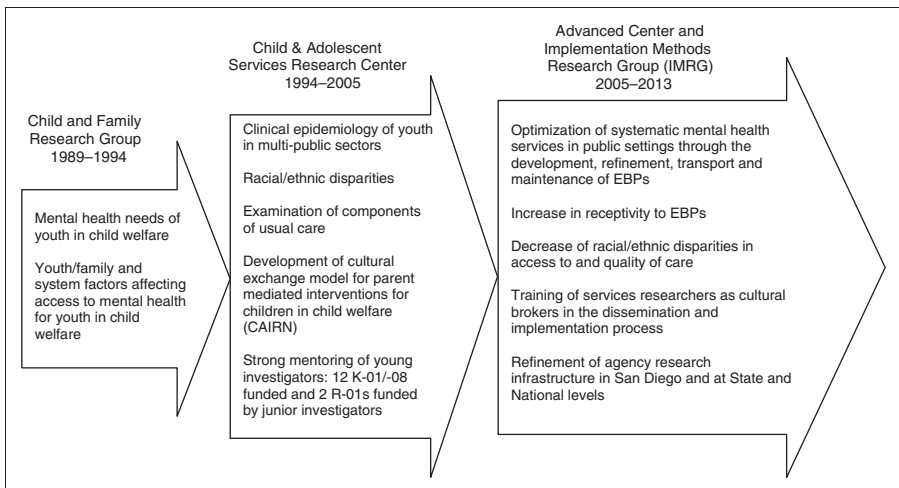 Child and Family
Research Group
1989–1994
Mental health needs of
youth in child welfare
Youth/family and
system factors affecting
access to mental health
for youth in child
welfare
Child & Adolescent
Services Research Center
1994–2005
Clinical epidemiology of youth
in multi-public sectors
Racial/ethnic disparities
Examination of components
of usual care
Development of cultural
exchange model for parent
mediated interventions for
children in child welfare
(CAIRN)
Strong mentoring of young
investigators: 12 K-01/-08
funded and 2 R-01s funded
by junior investigators
Advanced Center and
Implementation Methods
Research Group (IMRG)
2005–2013
Optimization of systematic mental health
services in public settings through the
development, refinement, transport and
maintenance of EBPs
Increase in receptivity to EBPs
Decrease of racial/ethnic disparities in
access to and quality of care
Training of services researchers as cultural
brokers in the dissemination and
implementation process
Refinement of agency research
infrastructure in San Diego and at State and
National levels